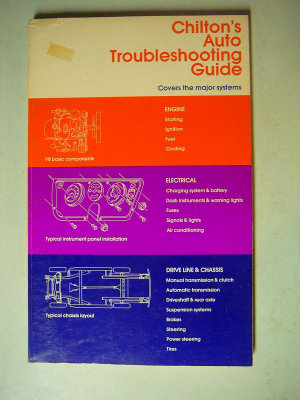 Chilton's
Auto
Troubleshooting
Guide
Covers the major systems
ENGINE
Starting
Ignition
Fuel
Cooling
V8 basic components
ELECTRICAL
Charging system & battery
Dash instruments & warning lights
Fuses
Signals & lights
Air conditioning
Typical instrument panel installation
DRIVE LINE & CHASSIS
Manual transmission & clutch
Automatic transmission
Driveshaft & rear axle
Suspension systems
Brakes
Steering
Power steering
Tires
Typical chassis layout